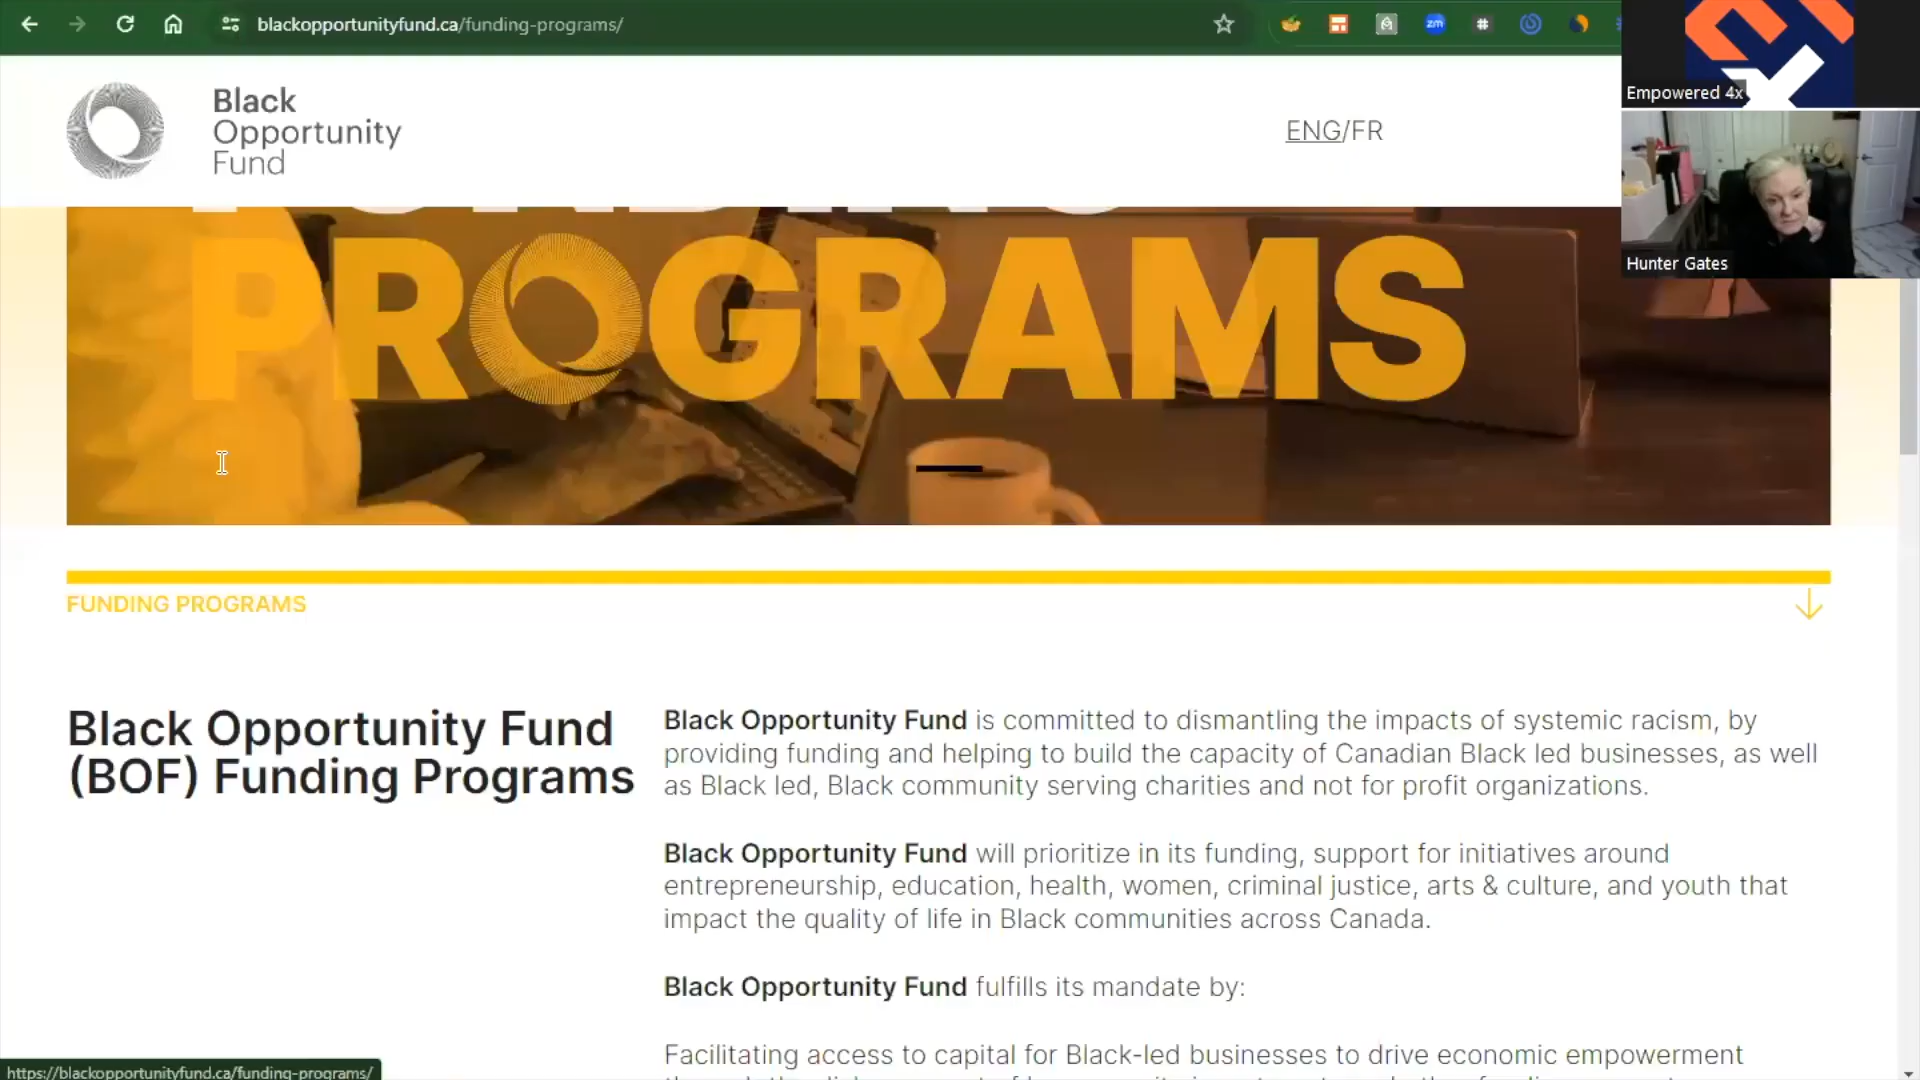 blackopportunityfund.ca/funding-programs/
zm
Empowered 4x
Black
Opportunity
Fund
ENG/FR
Hunter Gates
PROGRAMS
FUNDING PROGRAMS
Black Opportunity Fund
(BOF) Funding Programs
Black Opportunity Fund is committed to dismantling the impacts of systemic racism, by
providing funding and helping to build the capacity of Canadian Black led businesses, as well
as Black led, Black community serving charities and not for profit organizations.
Black Opportunity Fund will prioritize in its funding, support for initiatives around
entrepreneurship, education, health, women, criminal justice, arts & culture, and youth that
impact the quality of life in Black communities across Canada.
Black Opportunity Fund fulfills its mandate by:
Facilitating access to capital for Black-led businesses to drive economic empowerment
https://blackopportunityfund.ca/funding-programs/